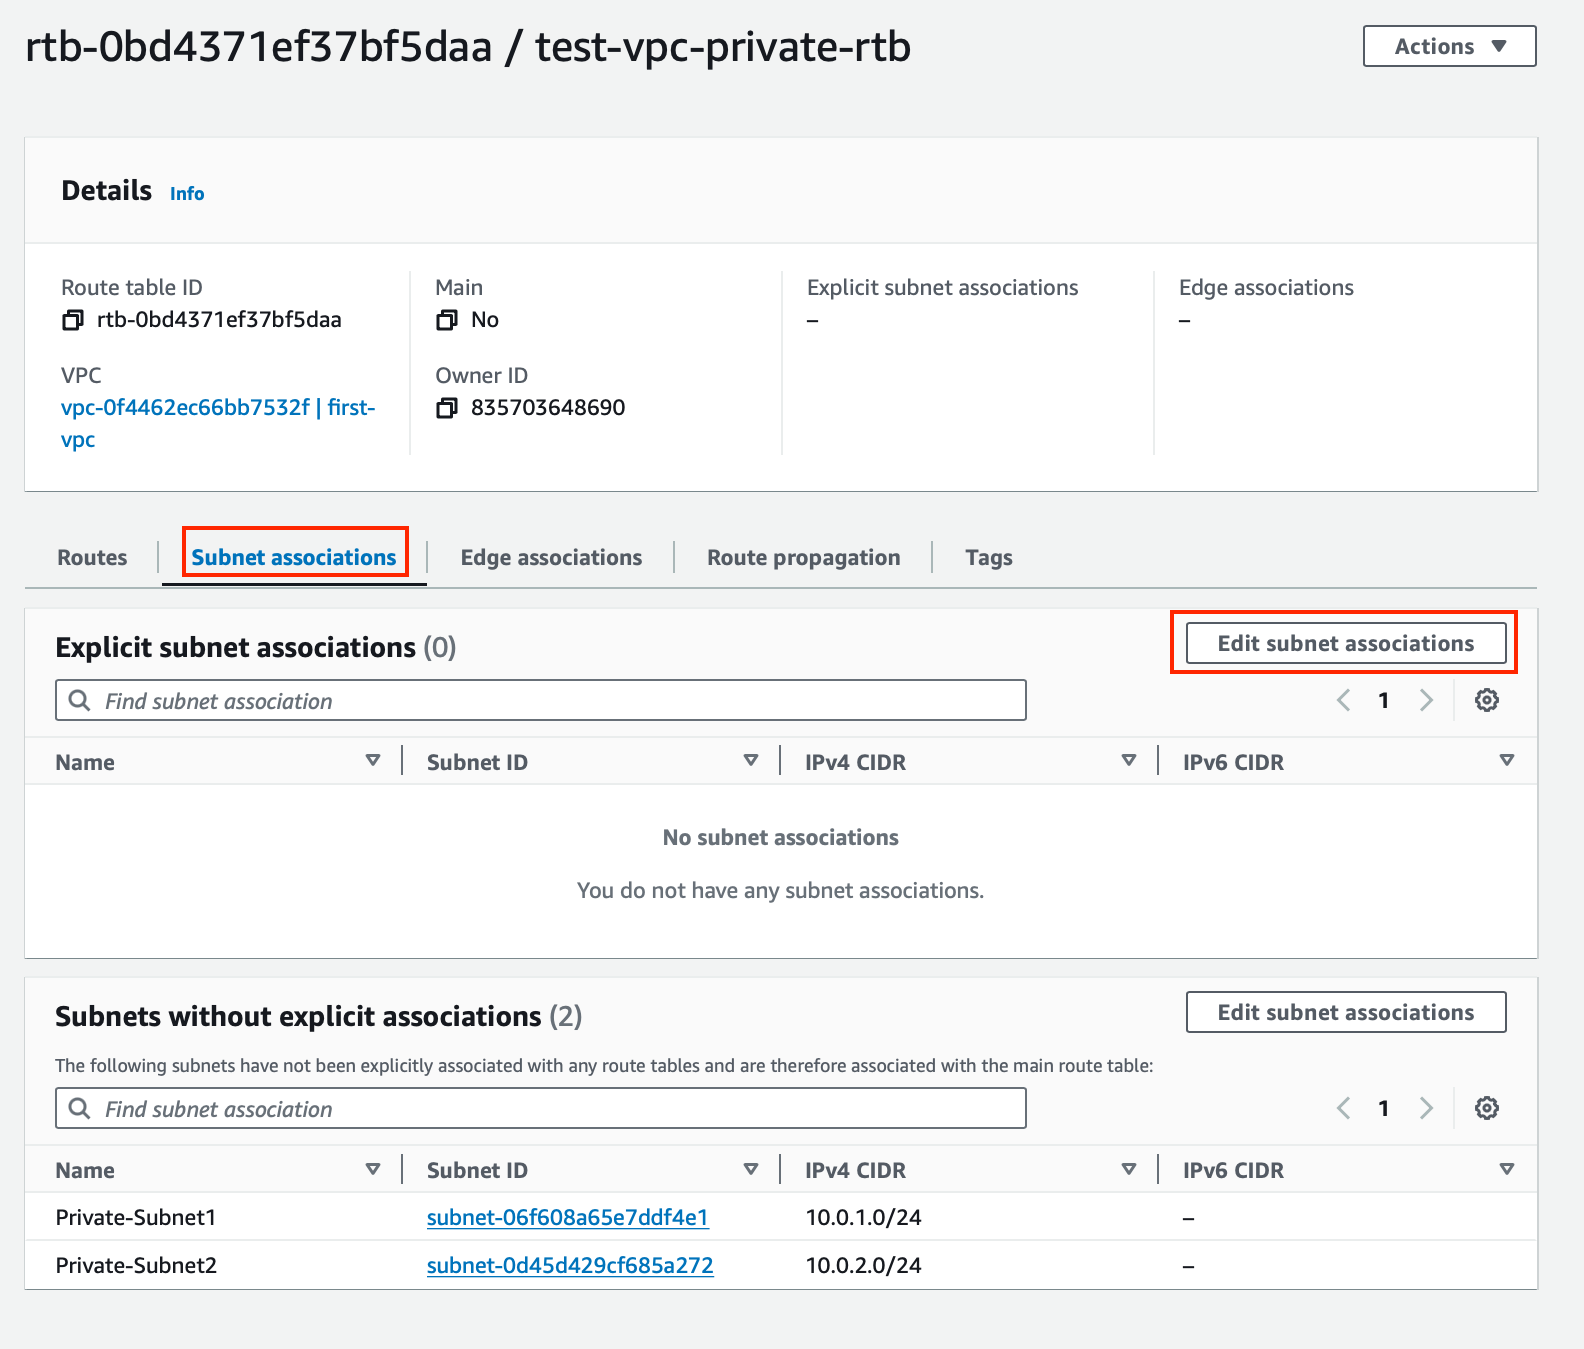 rtb-0bd4371ef37bf5daa / test-vpc-private-rtb
Actions
Details Info
Route table ID
rtb-0bd4371ef37bf5daa
Main
No
Explicit subnet associations
–
Edge associations
–
VPC
vpc-0f4462ec66bb7532f | first-
vpc
Owner ID
835703648690
Routes
Subnet associations
Edge associations
Route propagation
Tags
Explicit subnet associations (0)
Edit subnet associations
Find subnet association
1
Name
Subnet ID
IPv4 CIDR
IPv6 CIDR
No subnet associations
You do not have any subnet associations.
Subnets without explicit associations (2)
Edit subnet associations
The following subnets have not been explicitly associated with any route tables and are therefore associated with the main route table:
Find subnet association
1
Name
Subnet ID
IPv4 CIDR
IPv6 CIDR
Private-Subnet1
subnet-06f608a65e7ddf4e1
10.0.1.0/24
–
Private-Subnet2
subnet-0d45d429cf685a272
10.0.2.0/24
–